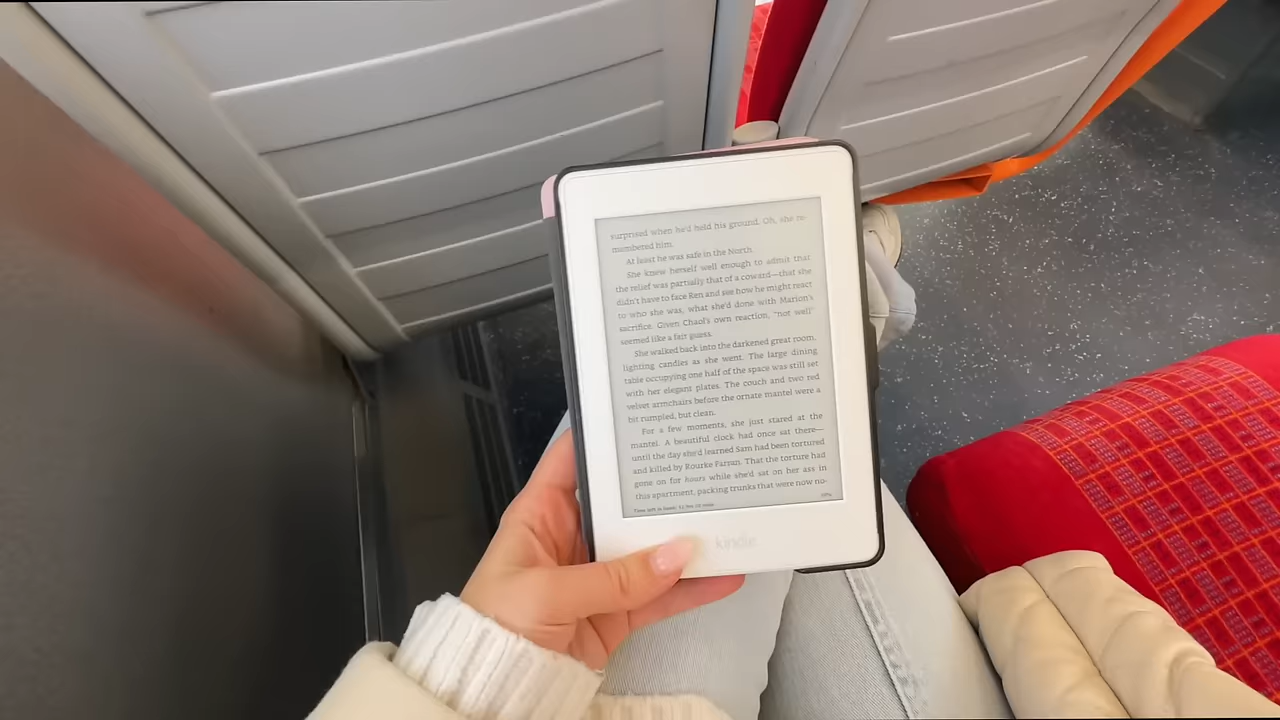 surprised when he'd held his ground. Oh, she re-
membered him.
At least he was safe in the North.
She knew herself well enough to admit that
the relief was partially that of a coward—that she
didn't have to face Ren and see how he might react
to who she was, what she'd done with Marion's
sacrifice. Given Chaol's own reaction, "not well"
seemed like a fair guess.
She walked back into the darkened great room,
lighting candles as she went. The large dining
table occupying one half of the space was still set
with her elegant plates. The couch and two red
velvet armchairs before the ornate mantel were a
bit rumpled, but clean.
For a few moments, she just stared at the
mantel. A beautiful clock had once sat there—
until the day she'd learned Sam had been tortured
and killed by Rourke Farran. That the torture had
gone on for hours while she'd sat on her ass in
this apartment, packing trunks that were now no-
Time left in book:
kindle